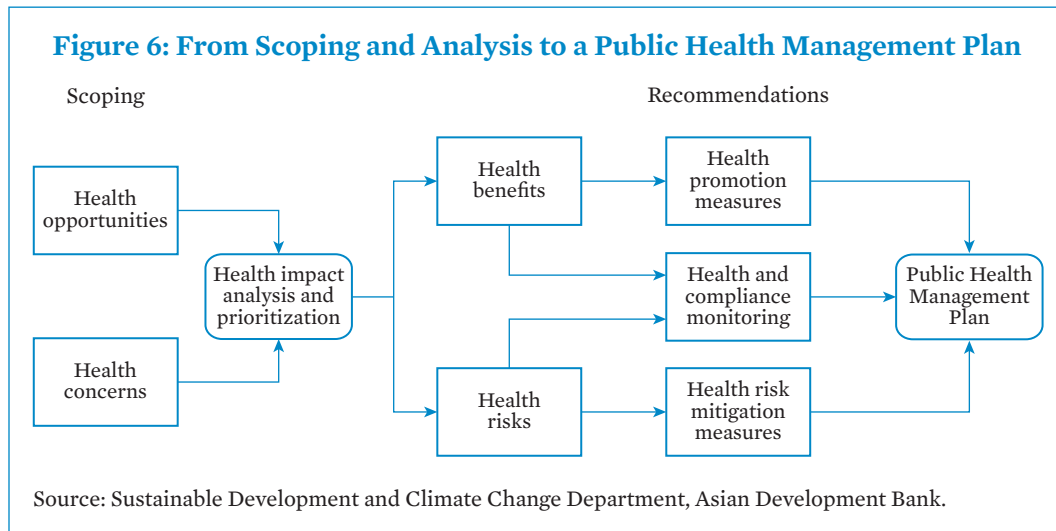 Figure 6: From Scoping and Analysis to a Public Health Management Plan
Scoping
Recommendations
Health
opportunities
Health
concerns
Health impact
analysis and
prioritization
Health
benefits
Health
risks
Health
promotion
measures
Health and
compliance
monitoring
Health risk
mitigation
measures
Public Health
Management
Plan
Source: Sustainable Development and Climate Change Department, Asian Development Bank.